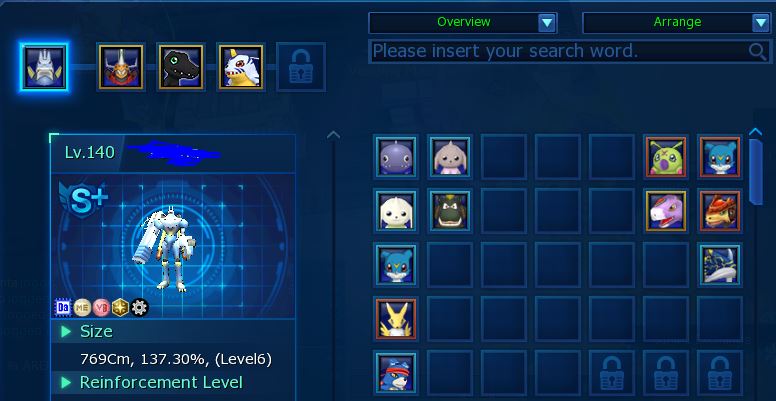 Overview
Arrange
Please insert your search word.
Lv.140
S+
Da ME VB
Size
769Cm, 137.30%, (Level6)
Reinforcement Level